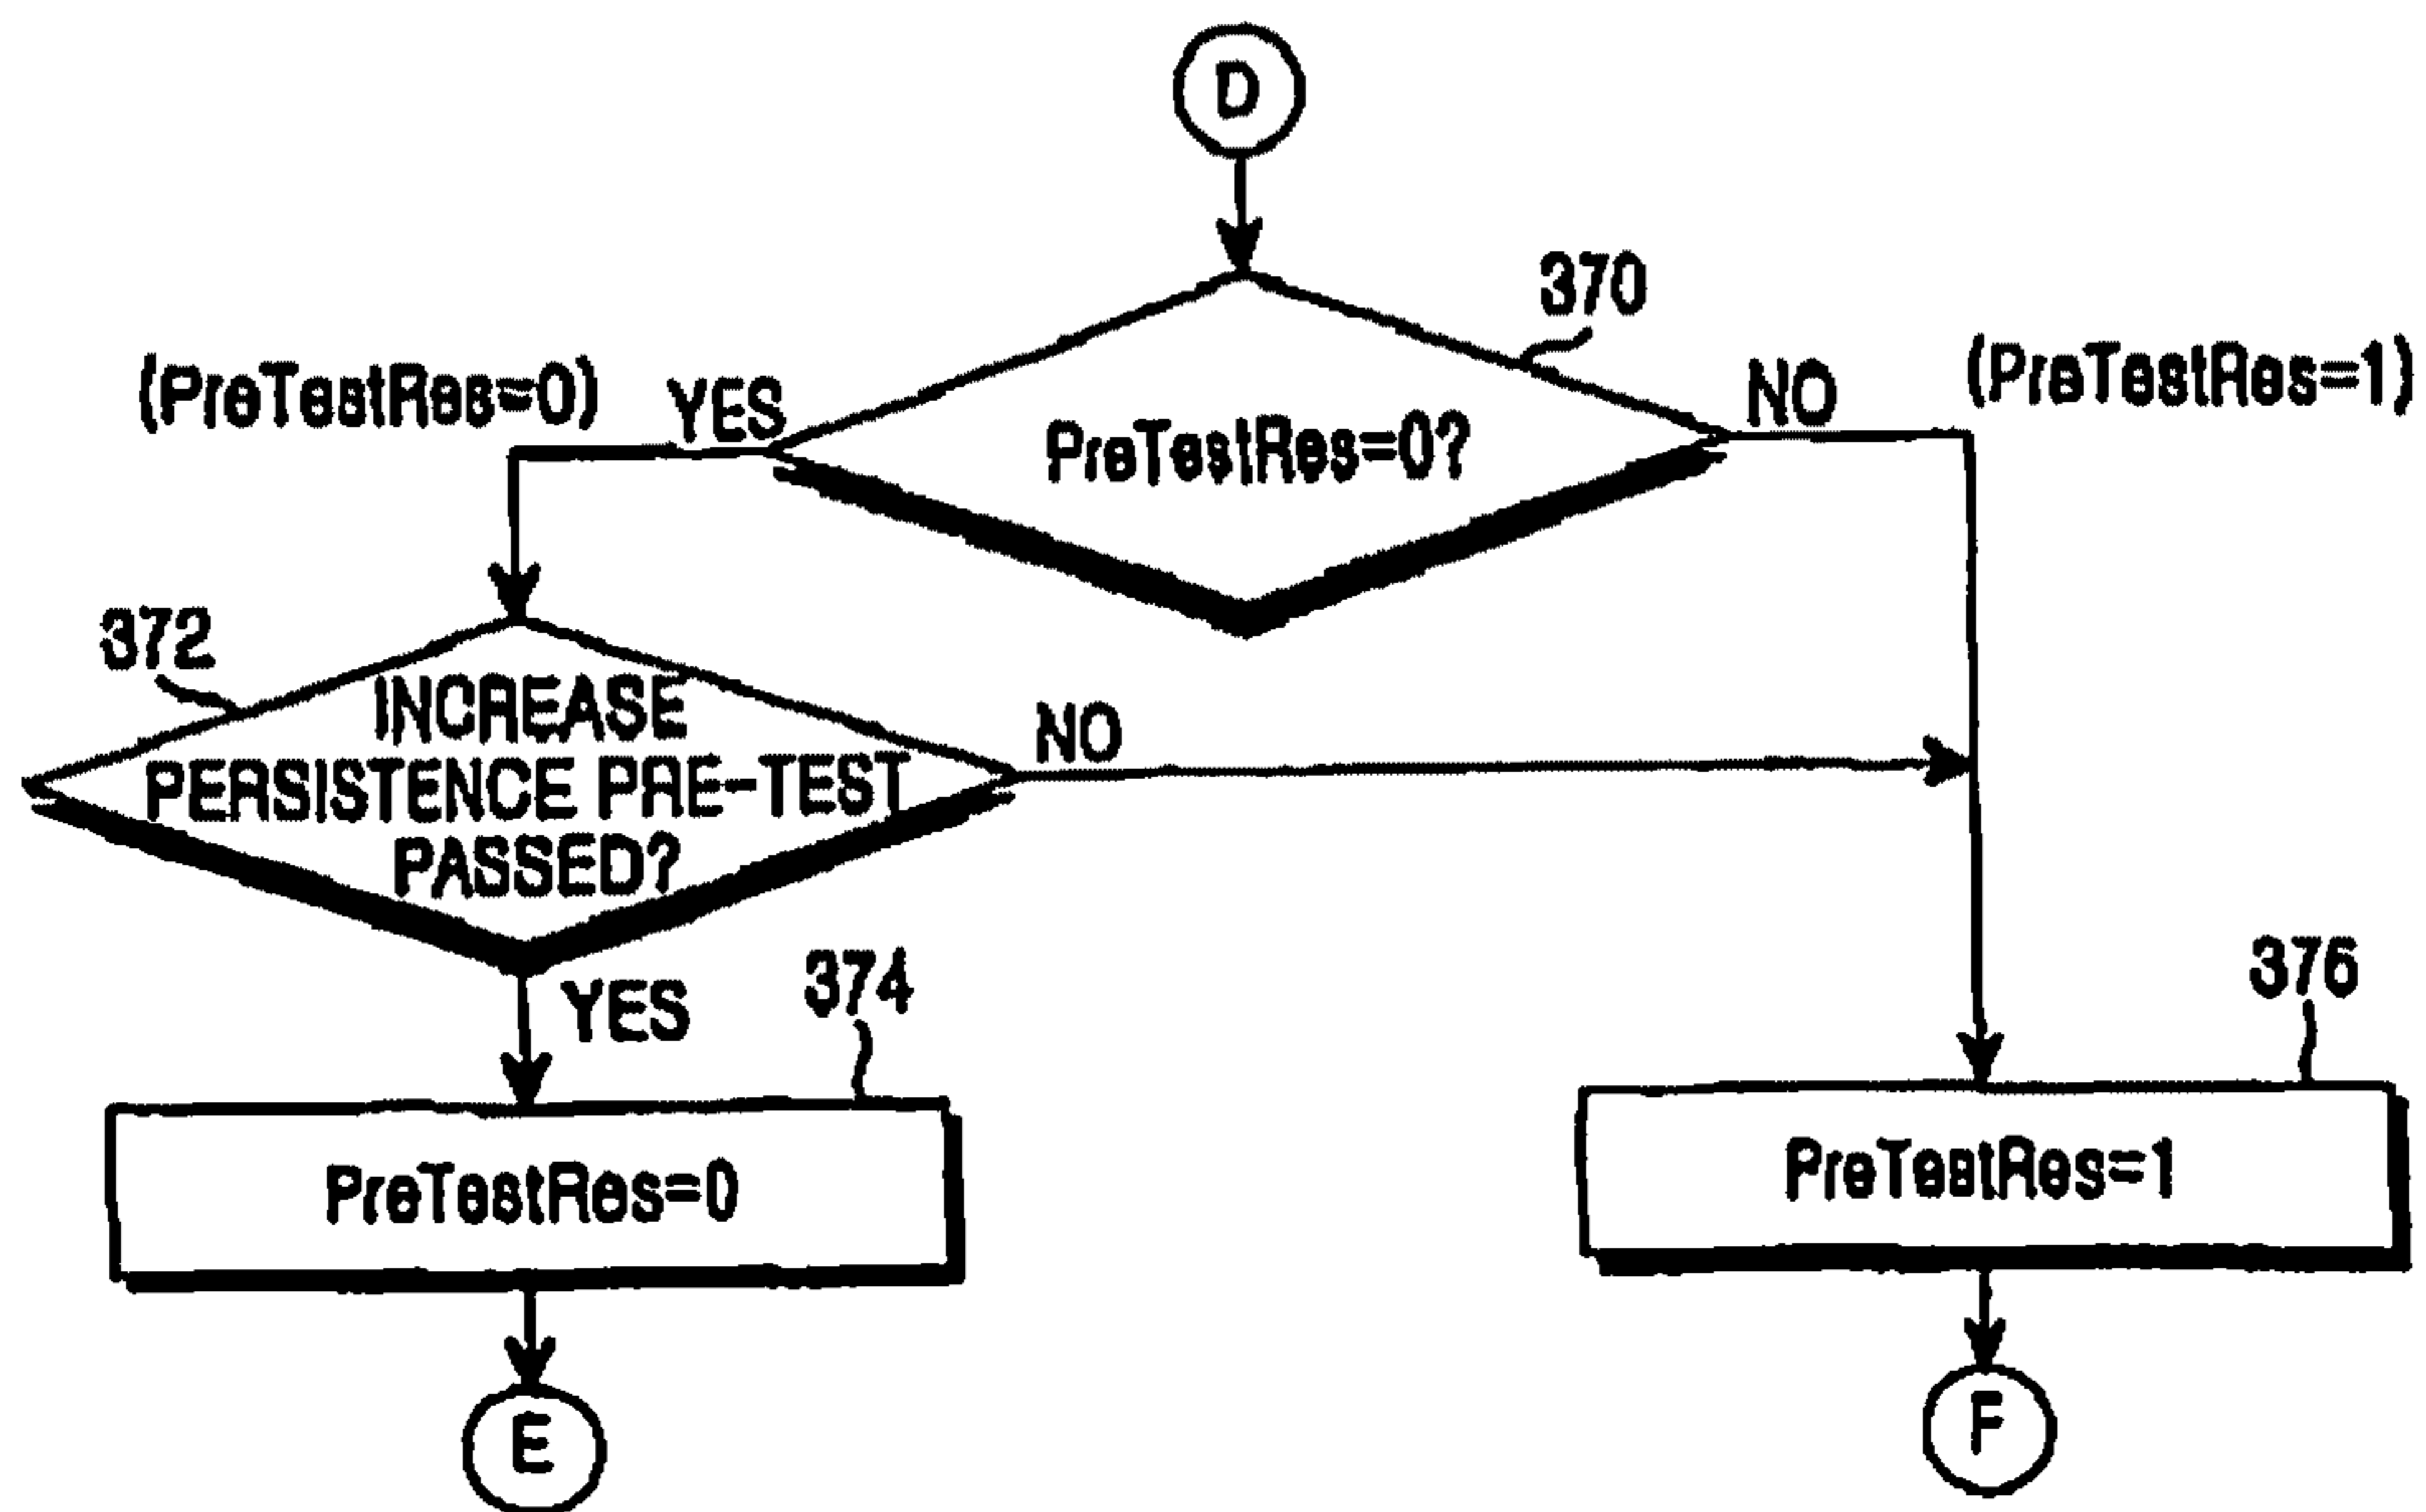 D
370
(PreTestRes=0)
YES
PreTestRes=0?
NO
(PreTestRes=1)
372
INCREASE
PERSISTENCE PRE-TEST
PASSED?
NO
YES
374
376
PreTestRes=0
PreTestRes=1
E
F